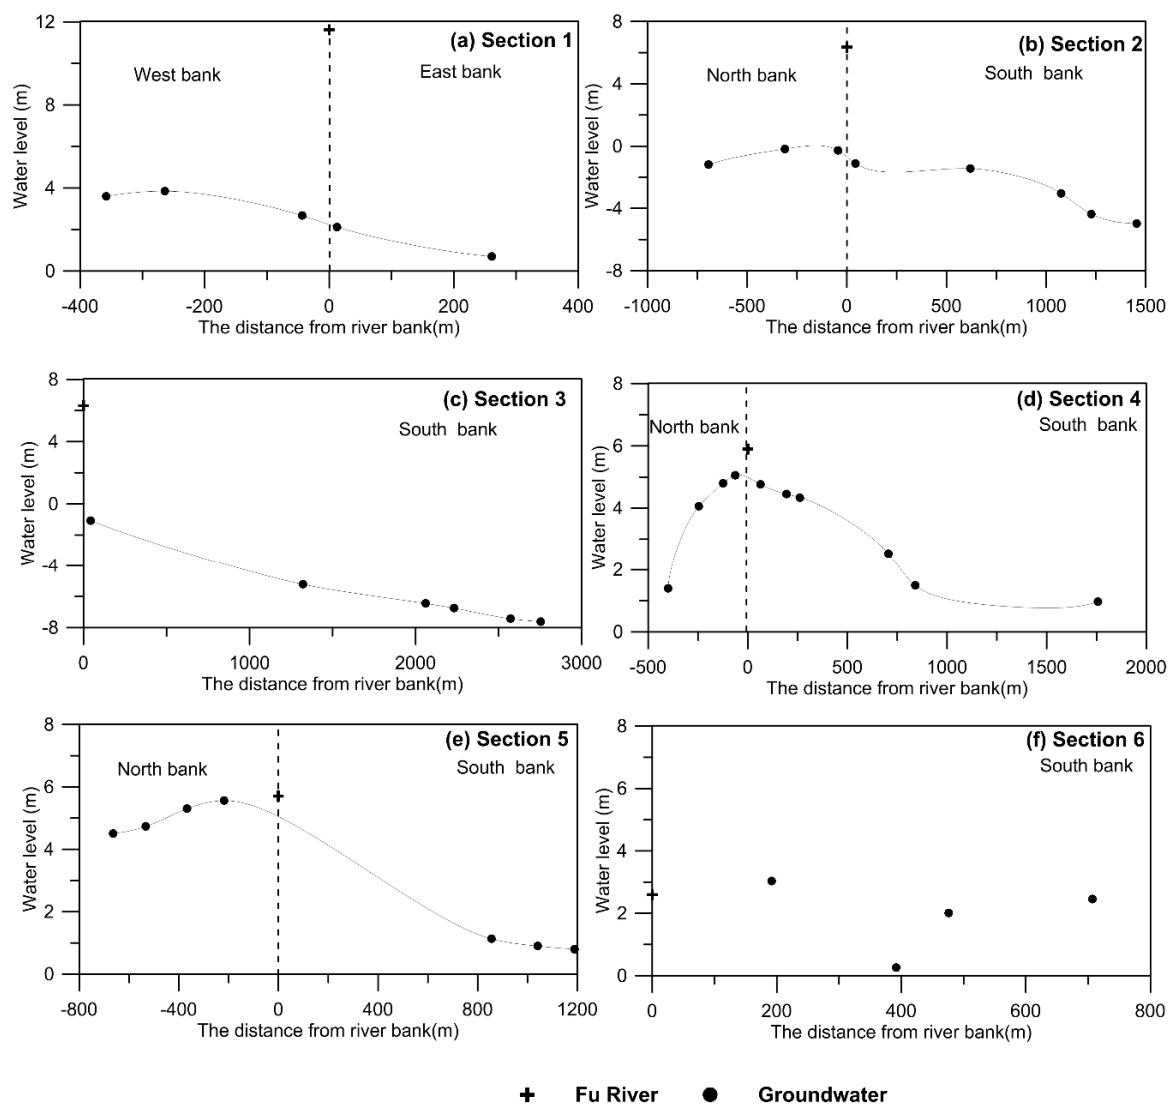 12
8
4
0
Water level (m)
(a) Section 1
West bank
East bank
-400 -200 0 200 400
The distance from river bank(m)
8
4
0
-4
-8
Water level (m)
(b) Section 2
North bank
South bank
-1000 -500 0 500 1000 1500
The distance from river bank(m)
8
4
0
-4
-8
Water level (m)
(c) Section 3
South bank
0 1000 2000 3000
The distance from river bank(m)
8
6
4
2
0
Water level (m)
(d) Section 4
North bank
South bank
-500 0 500 1000 1500 2000
The distance from river bank(m)
8
6
4
2
0
Water level (m)
(e) Section 5
North bank
South bank
-800 -400 0 400 800 1200
The distance from river bank(m)
8
6
4
2
0
Water level (m)
(f) Section 6
South bank
0 200 400 600 800
The distance from river bank(m)
Fu River Groundwater